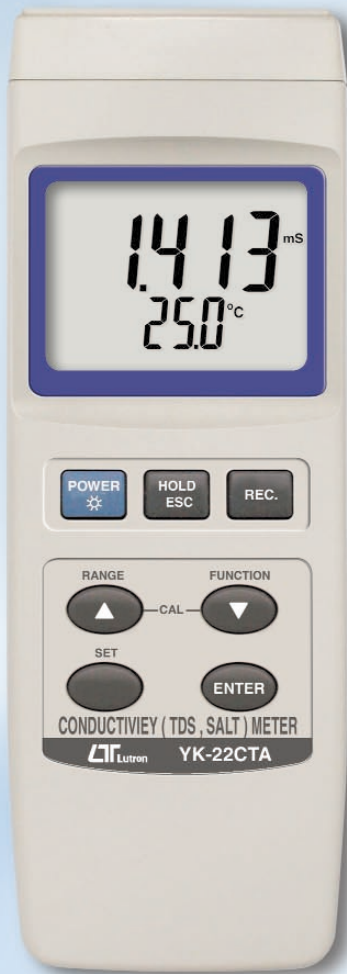 1.413 mS
25.0 °C
POWER
HOLD
ESC
REC.
RANGE
FUNCTION
▲
CAL
▼
SET
ENTER
CONDUCTIVIEY ( TDS , SALT ) METER
LT Lutron YK-22CTA